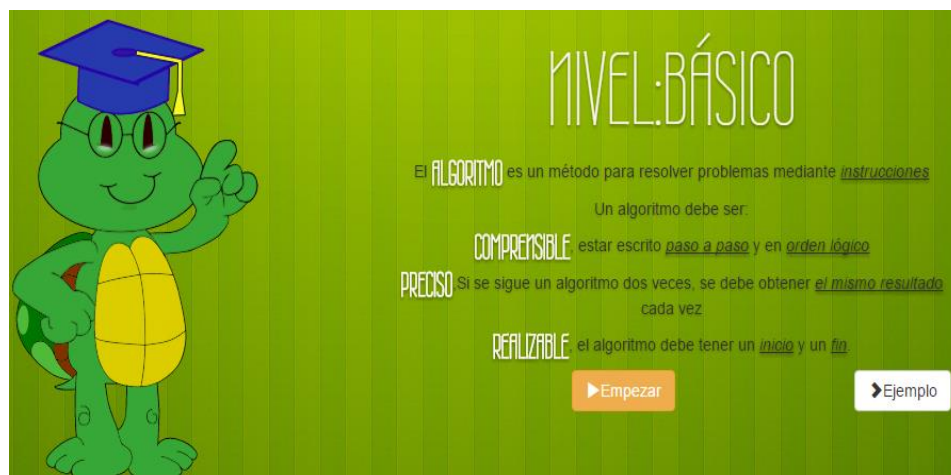 NIVEL:BÁSICO
El ALGORITMO es un método para resolver problemas mediante instrucciones
Un algoritmo debe ser:
COMPRENSIBLE, estar escrito paso a paso y en orden lógico
PRECISO,Si se sigue un algoritmo dos veces, se debe obtener el mismo resultado
cada vez
REALIZABLE, el algoritmo debe tener un inicio y un fin.
Empezar
Ejemplo